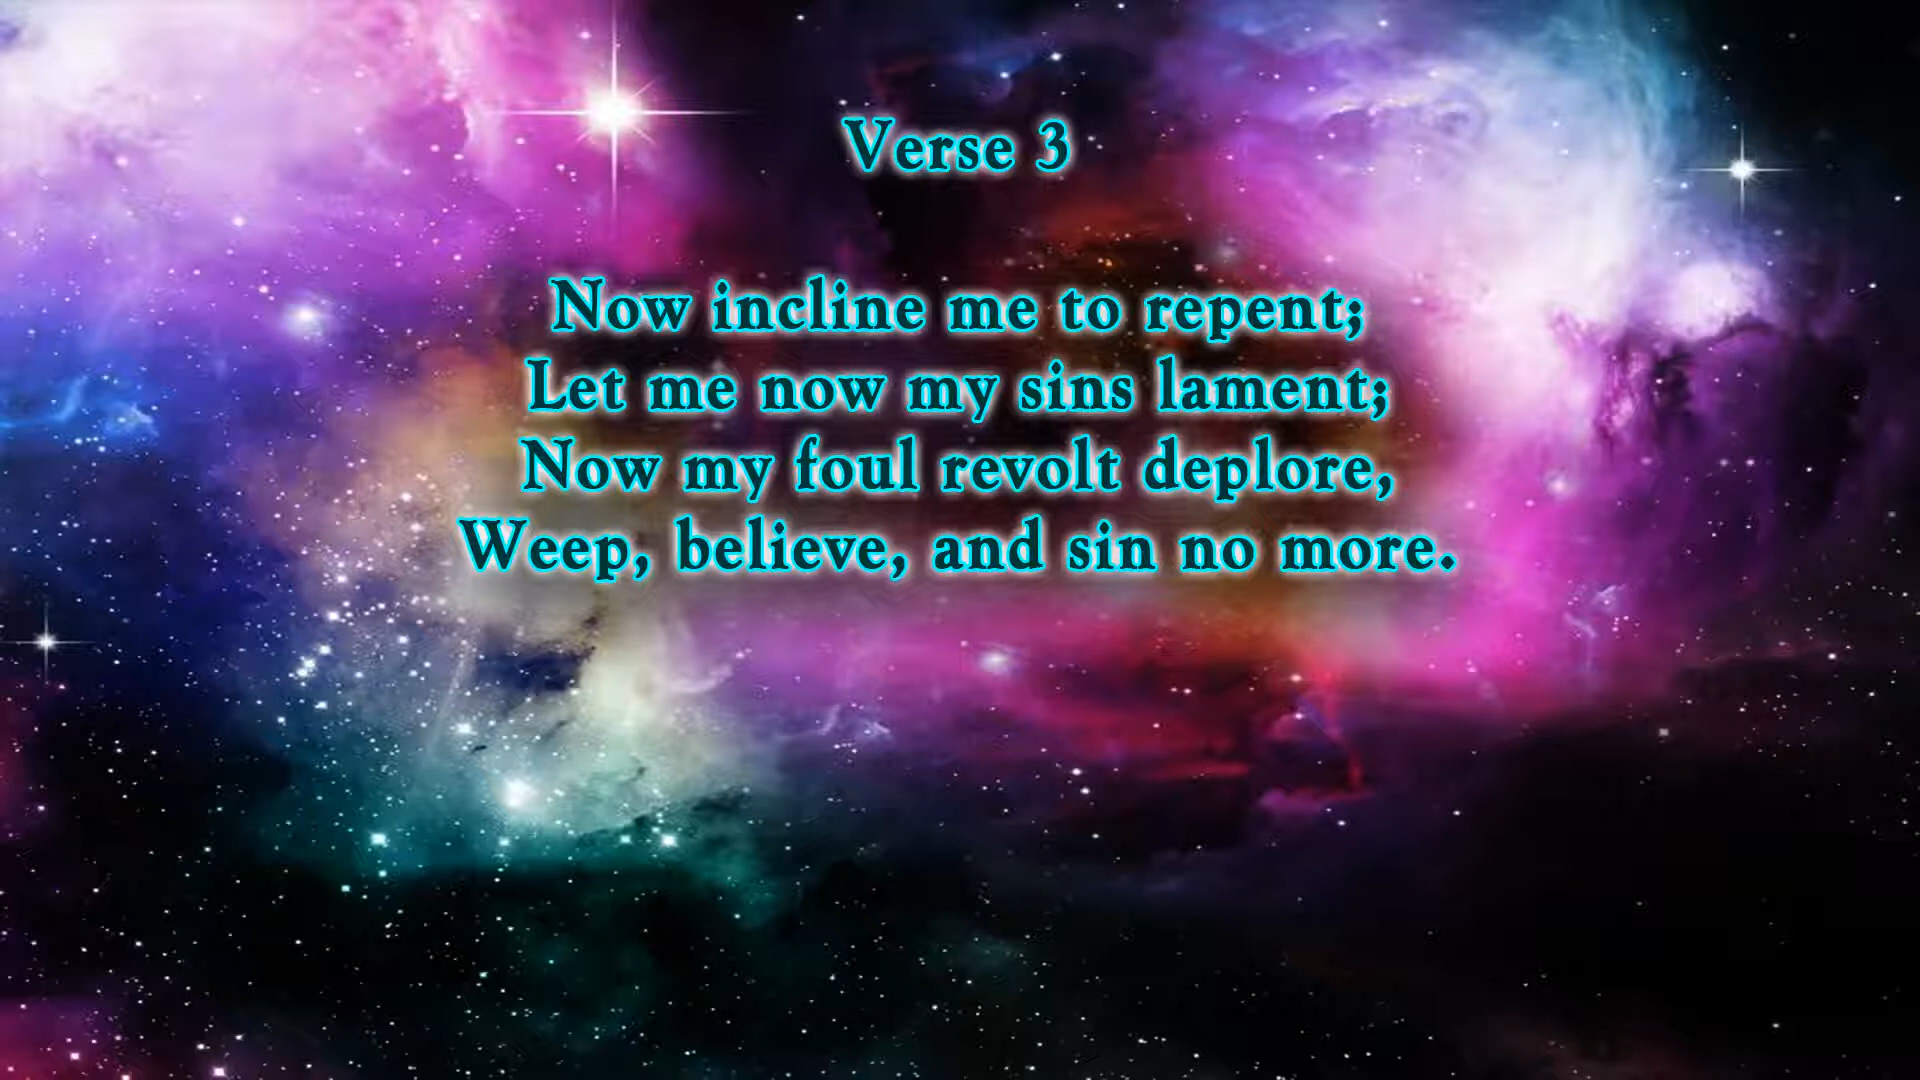 Verse 3
Now incline me to repent;
Let me now my sins lament;
Now my foul revolt deplore,
Weep, believe, and sin no more.